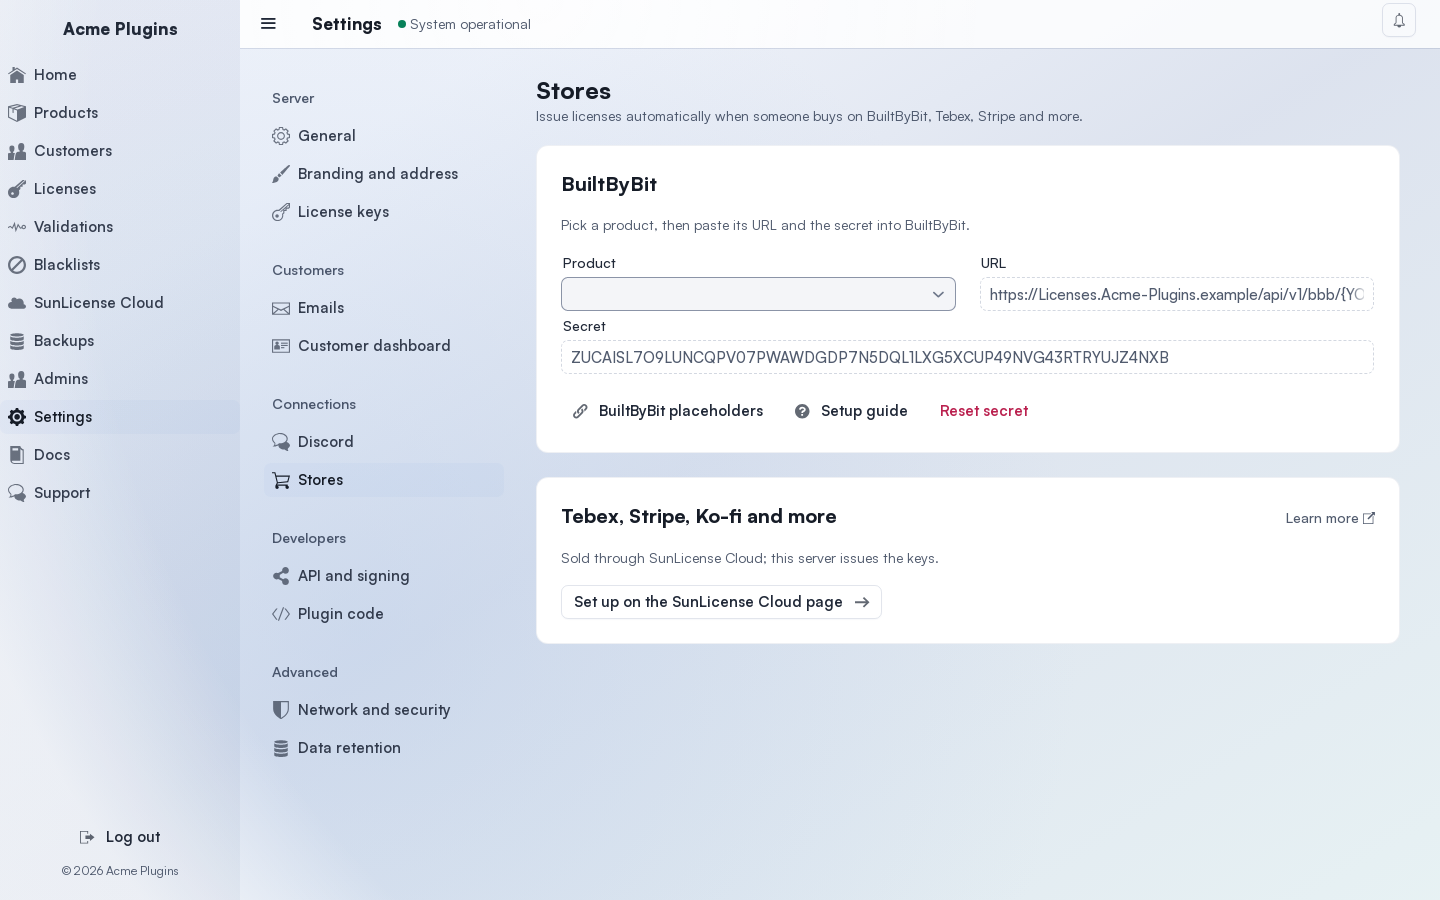 Acme Plugins
Home
Products
Customers
Licenses
Validations
Blacklists
SunLicense Cloud
Backups
Admins
Settings
Docs
Support
Log out
© 2026 Acme Plugins
Settings
System operational
Server
General
Branding and address
License keys
Customers
Emails
Customer dashboard
Connections
Discord
Stores
Developers
API and signing
Plugin code
Advanced
Network and security
Data retention
Stores
Issue licenses automatically when someone buys on BuiltByBit, Tebex, Stripe and more.
BuiltByBit
Pick a product, then paste its URL and the secret into BuiltByBit.
Product
URL
https://Licenses.Acme-Plugins.example/api/v1/bbb/{YO
Secret
ZUCAISL7O9LUNCQPV07PWAWDGDP7N5DQL1LXG5XCUP49NVG43RTRYUJZ4NXB
BuiltByBit placeholders
Setup guide
Reset secret
Tebex, Stripe, Ko-fi and more
Learn more
Sold through SunLicense Cloud; this server issues the keys.
Set up on the SunLicense Cloud page